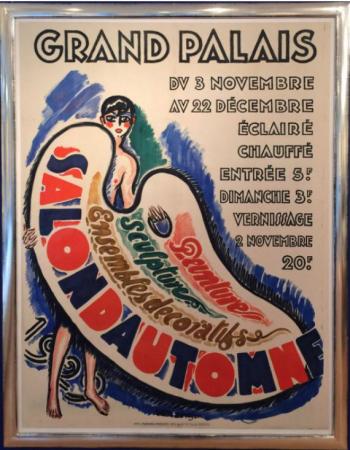 GRAND PALAIS
DV 3 NOVEMBRE
AV 22 DÉCEMBRE
ÉCLAIRÉ
CHAUFFÉ
ENTRÉE 5F.
DIMANCHE 3F.
VERNISSAGE
2 NOVEMBRE
20F.
Peinture
Sculpture
Ensembles decoratifs
SALON D'AUTOMNE